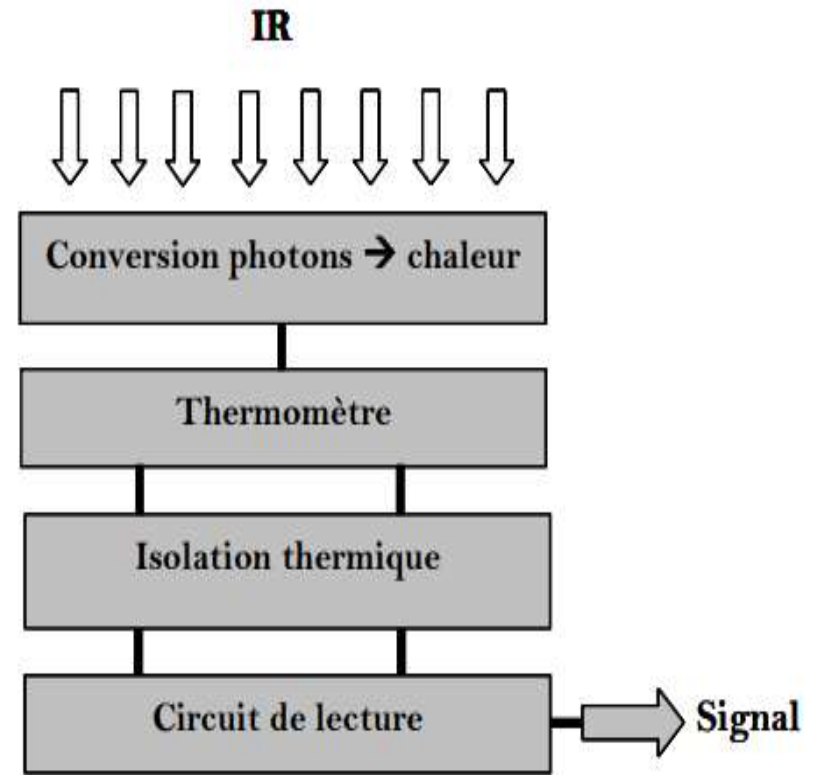 IR
Conversion photons → chaleur
Thermomètre
Isolation thermique
Circuit de lecture
Signal